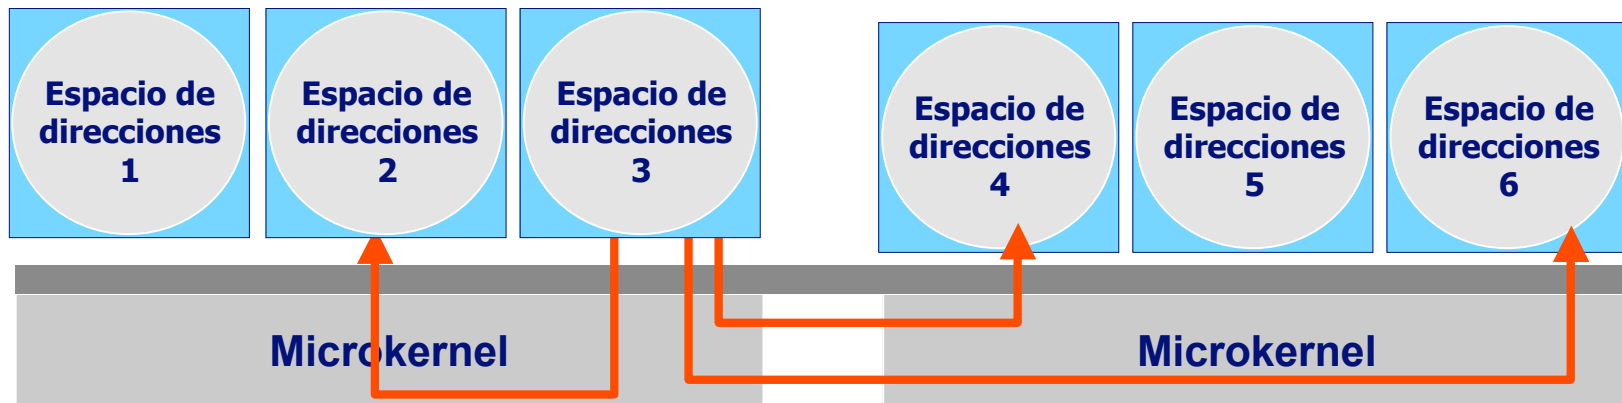 Espacio de
direcciones
1
Espacio de
direcciones
2
Espacio de
direcciones
3
Espacio de
direcciones
4
Espacio de
direcciones
5
Espacio de
direcciones
6
Microkernel
Microkernel